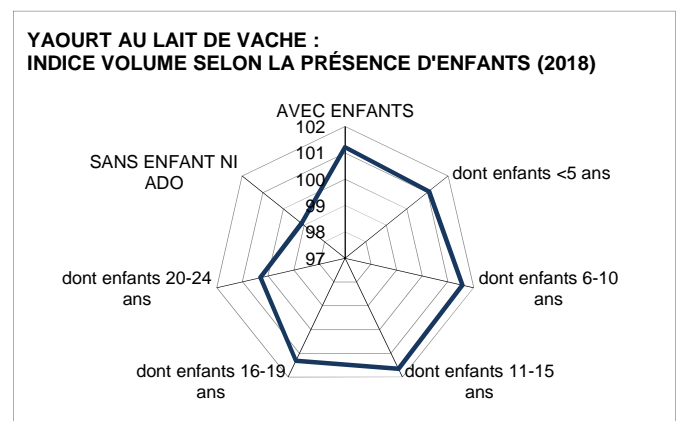 YAOURT AU LAIT DE VACHE :
INDICE VOLUME SELON LA PRÉSENCE D'ENFANTS (2018)
AVEC ENFANTS
102
101
100
99
98
97
dont enfants <5 ans
dont enfants 6-10
ans
dont enfants 11-15
ans
dont enfants 16-19
ans
dont enfants 20-24
ans
SANS ENFANT NI
ADO